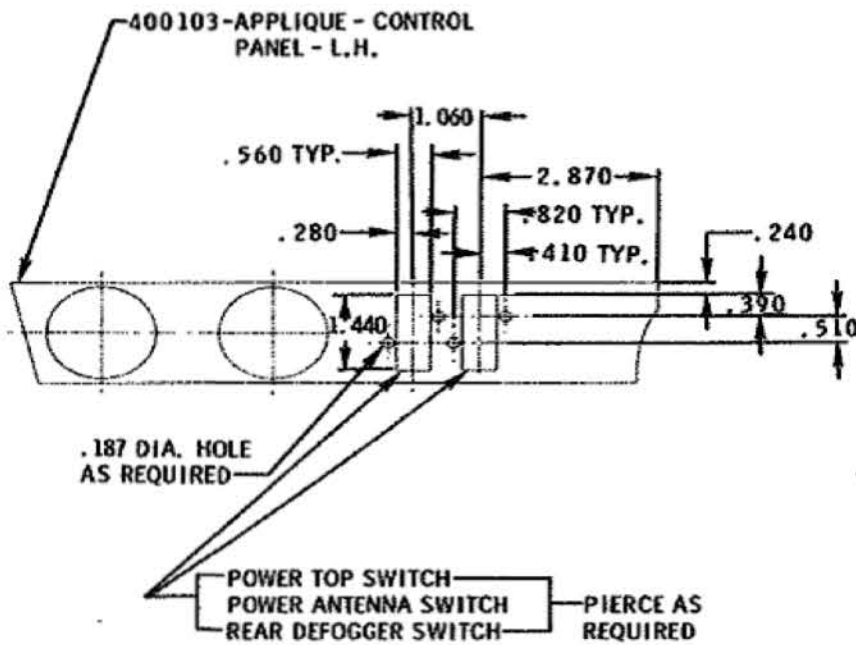 400103-APPLIQUE - CONTROL
PANEL - L.H.
1.060
.560 TYP.
2.870
.820 TYP.
.280
.240
.410 TYP.
.390
1.440
.510
.187 DIA. HOLE
AS REQUIRED
POWER TOP SWITCH
POWER ANTENNA SWITCH
PIERCE AS
REAR DEFOGGER SWITCH
REQUIRED